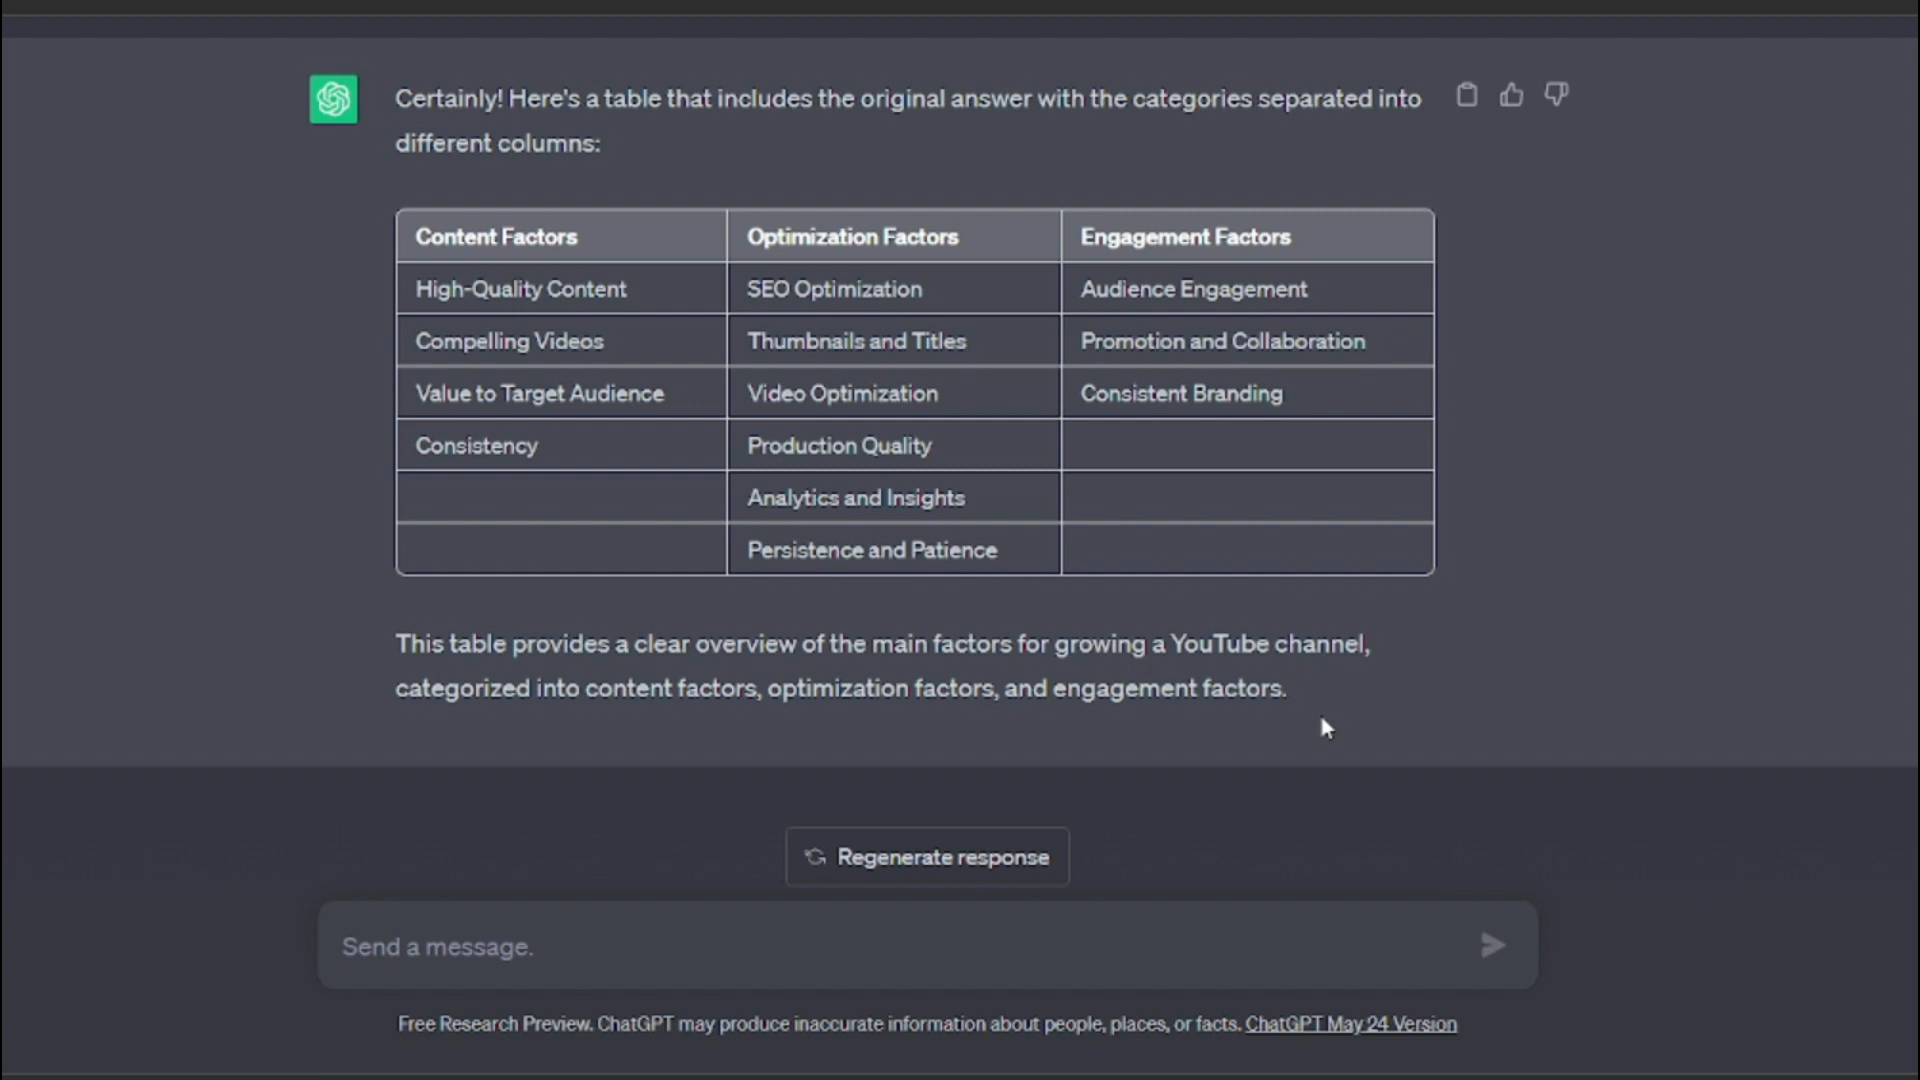 Certainly! Here's a table that includes the original answer with the categories separated into
different columns:
Content Factors Optimization Factors Engagement Factors
High-Quality Content SEO Optimization Audience Engagement
Compelling Videos Thumbnails and Titles Promotion and Collaboration
Value to Target Audience Video Optimization Consistent Branding
Consistency Production Quality
Analytics and Insights
Persistence and Patience
This table provides a clear overview of the main factors for growing a YouTube channel,
categorized into content factors, optimization factors, and engagement factors.
Regenerate response
Send a message.
Free Research Preview. ChatGPT may produce inaccurate information about people, places, or facts. ChatGPT May 24 Version